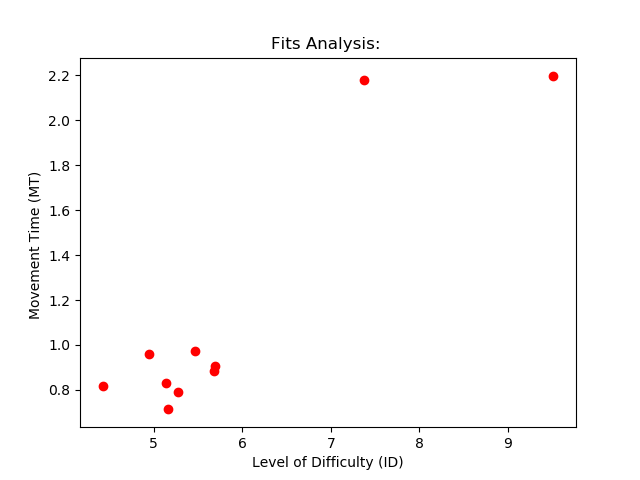 Fits Analysis:
2.2
2.0
1.8
1.6
1.4
1.2
1.0
0.8
Movement Time (MT)
5 6 7 8 9
Level of Difficulty (ID)